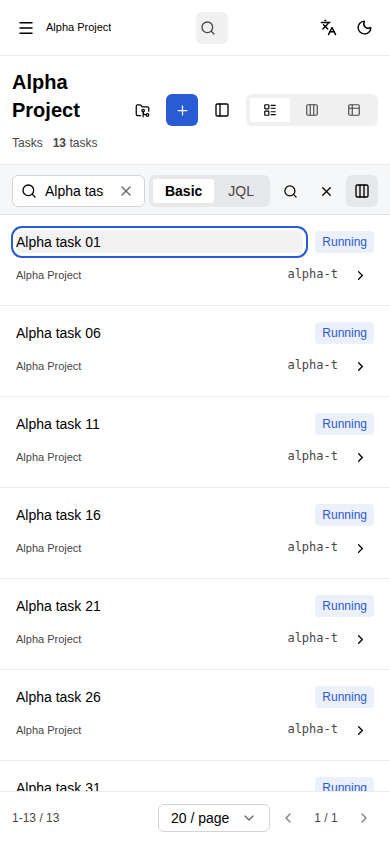 Alpha Project
Alpha
Project
Tasks 13 tasks
Alpha tas
Basic JQL
Alpha task 01 Running
Alpha Project alpha-t
Alpha task 06 Running
Alpha Project alpha-t
Alpha task 11 Running
Alpha Project alpha-t
Alpha task 16 Running
Alpha Project alpha-t
Alpha task 21 Running
Alpha Project alpha-t
Alpha task 26 Running
Alpha Project alpha-t
Alpha task 31 Running
1-13 / 13 20 / page 1 / 1